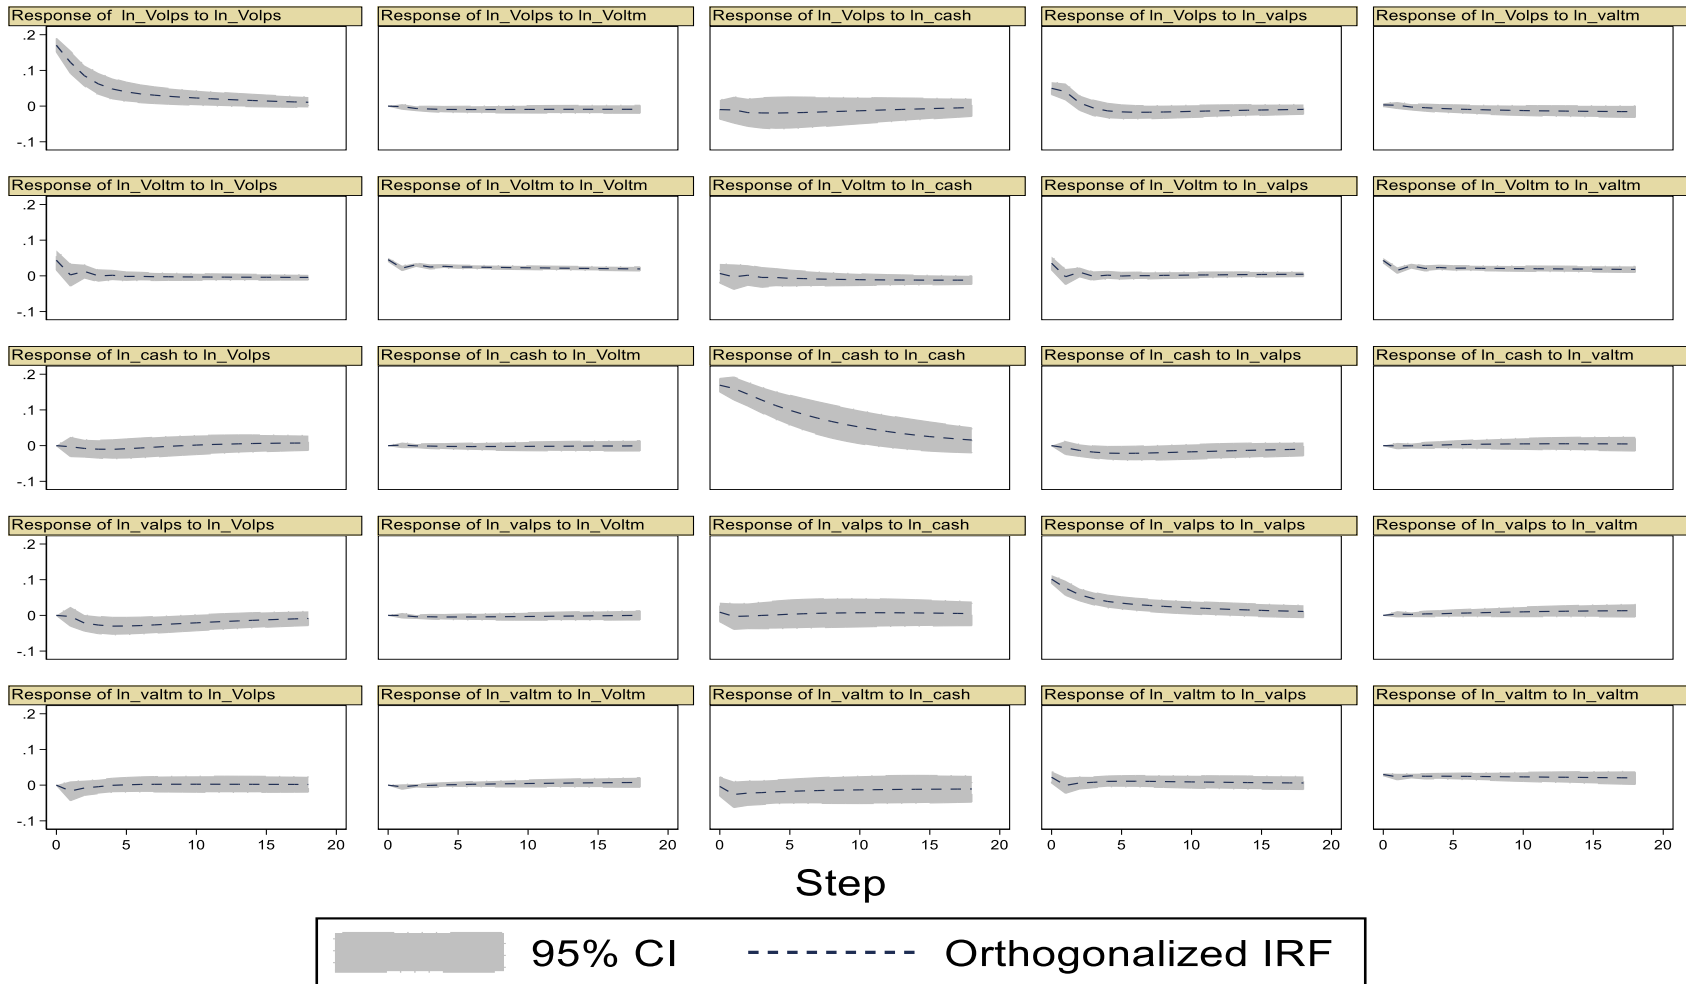 Response of  ln_Volps to ln_Volps
Response of ln_Volps to ln_Voltm
Response of ln_Volps to ln_cash
Response of ln_Volps to ln_valps
Response of ln_Volps to ln_valtm
.2
.1
0
-.1
Response of ln_Voltm to ln_Volps
Response of ln_Voltm to ln_Voltm
Response of ln_Voltm to ln_cash
Response of ln_Voltm to ln_valps
Response of ln_Voltm to ln_valtm
.2
.1
0
-.1
Response of ln_cash to ln_Volps
Response of ln_cash to ln_Voltm
Response of ln_cash to ln_cash
Response of ln_cash to ln_valps
Response of ln_cash to ln_valtm
.2
.1
0
-.1
Response of ln_valps to ln_Volps
Response of ln_valps to ln_Voltm
Response of ln_valps to ln_cash
Response of ln_valps to ln_valps
Response of ln_valps to ln_valtm
.2
.1
0
-.1
Response of ln_valtm to ln_Volps
Response of ln_valtm to ln_Voltm
Response of ln_valtm to ln_cash
Response of ln_valtm to ln_valps
Response of ln_valtm to ln_valtm
.2
.1
0
-.1
0 5 10 15 20
0 5 10 15 20
0 5 10 15 20
0 5 10 15 20
0 5 10 15 20
Step
95% CI
Orthogonalized IRF